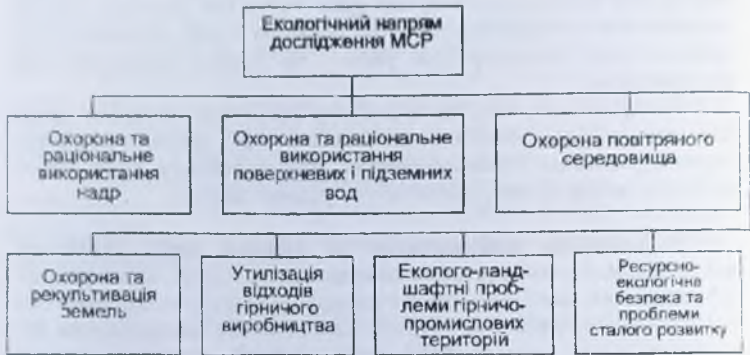 Екологічний напрям
дослідження МСР
Охорона та
раціональне
використання
надр
Охорона та раціональне
використання
поверхневих і підземних
вод
Охорона повітряного
середовища
Охорона та
рекультивація
земель
Утилізація
відходів
гірничого
виробництва
Еколого-ланд-
шафтні проб-
леми гірничо-
промислових
територій
Ресурсно-
екологічна
безпека та
проблеми
сталого розвитку